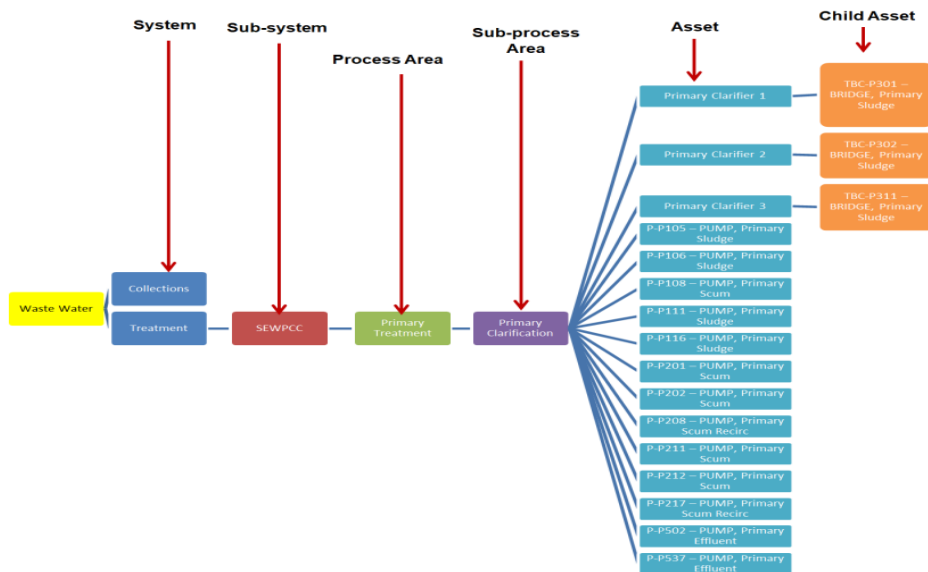 System
Sub-system
Process Area
Sub-process
Area
Asset
Child Asset
Waste Water
Collections
Treatment
SEWPCC
Primary
Treatment
Primary
Clarification
Primary Clarifier 1
TBC-P301 –
BRIDGE, Primary
Sludge
Primary Clarifier 2
TBC-P302 –
BRIDGE, Primary
Sludge
Primary Clarifier 3
TBC-P311 –
BRIDGE, Primary
Sludge
P-P105 – PUMP, Primary
Sludge
P-P106 – PUMP, Primary
Sludge
P-P108 – PUMP, Primary
Scum
P-P111 – PUMP, Primary
Sludge
P-P116 – PUMP, Primary
Sludge
P-P201 – PUMP, Primary
Scum
P-P202 – PUMP, Primary
Scum
P-P208 – PUMP, Primary
Scum Recirc
P-P211 – PUMP, Primary
Scum
P-P212 – PUMP, Primary
Scum
P-P217 – PUMP, Primary
Scum Recirc
P-P502 – PUMP, Primary
Effluent
P-P537 – PUMP, Primary
Effluent